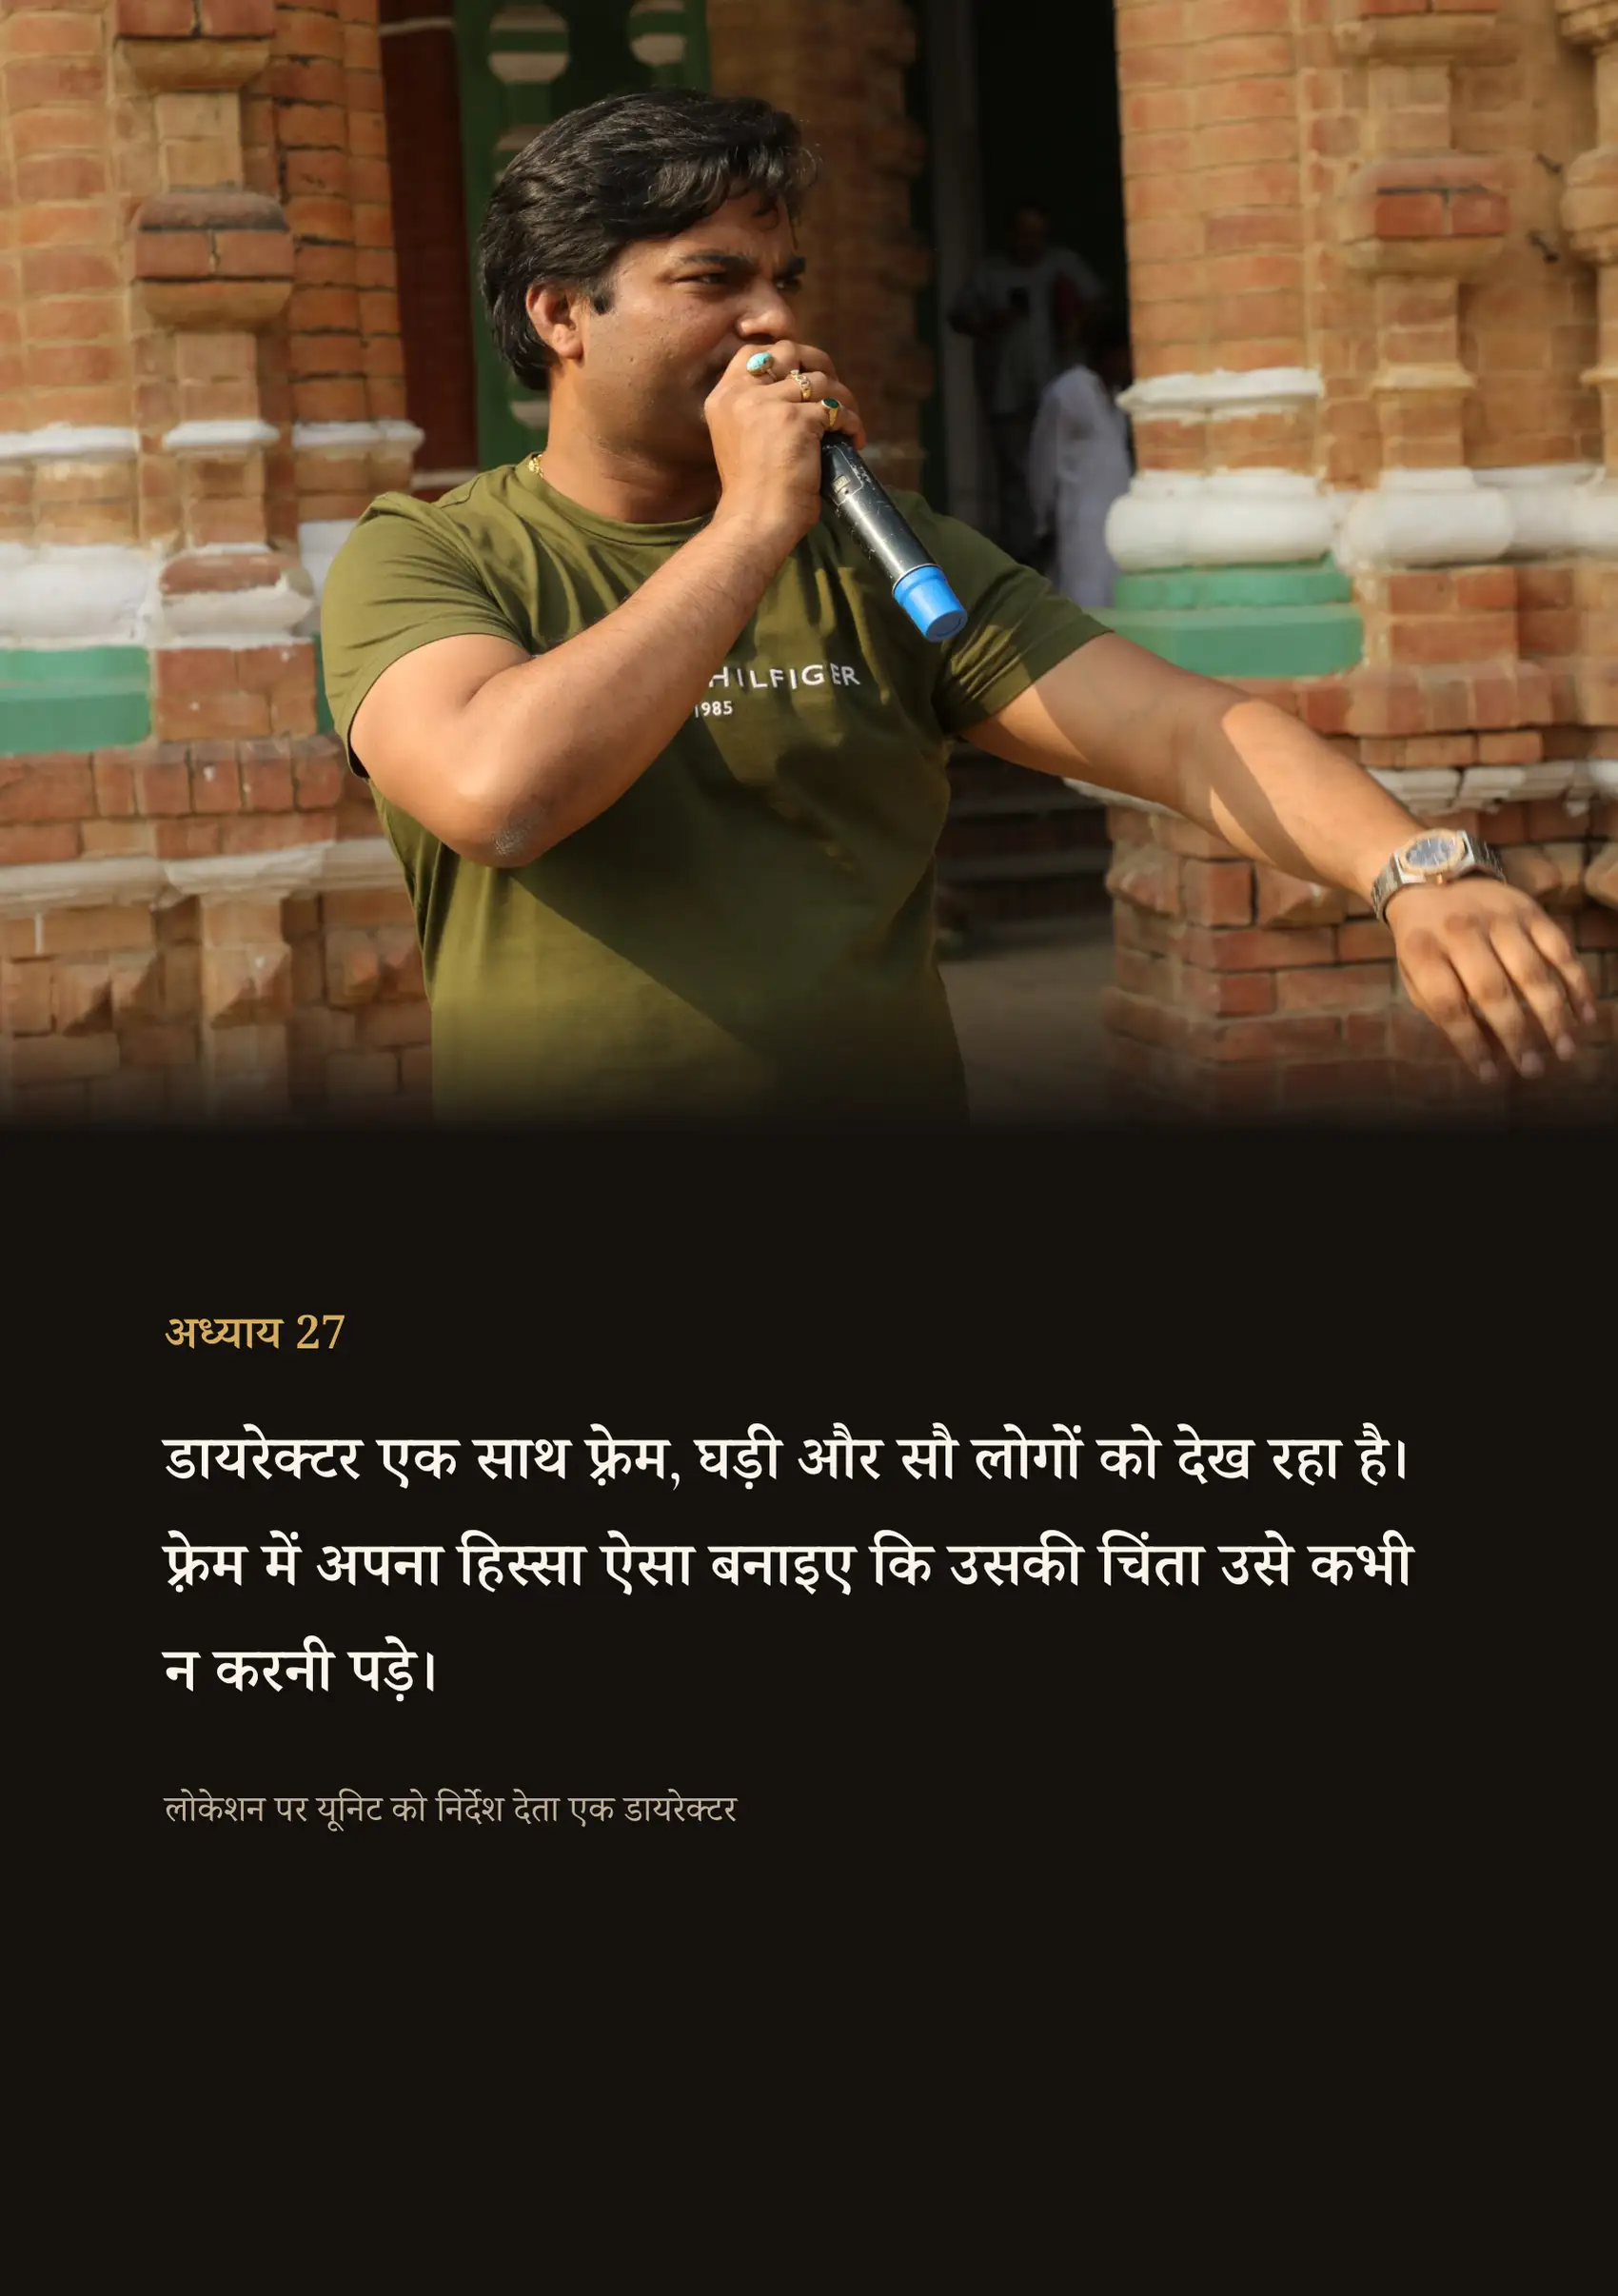 HILFIGER
1985
अध्याय 27
डायरेक्टर एक साथ फ़्रेम, घड़ी और सौ लोगों को देख रहा है।
फ़्रेम में अपना हिस्सा ऐसा बनाइए कि उसकी चिंता उसे कभी
न करनी पड़े।
लोकेशन पर यूनिट को निर्देश देता एक डायरेक्टर